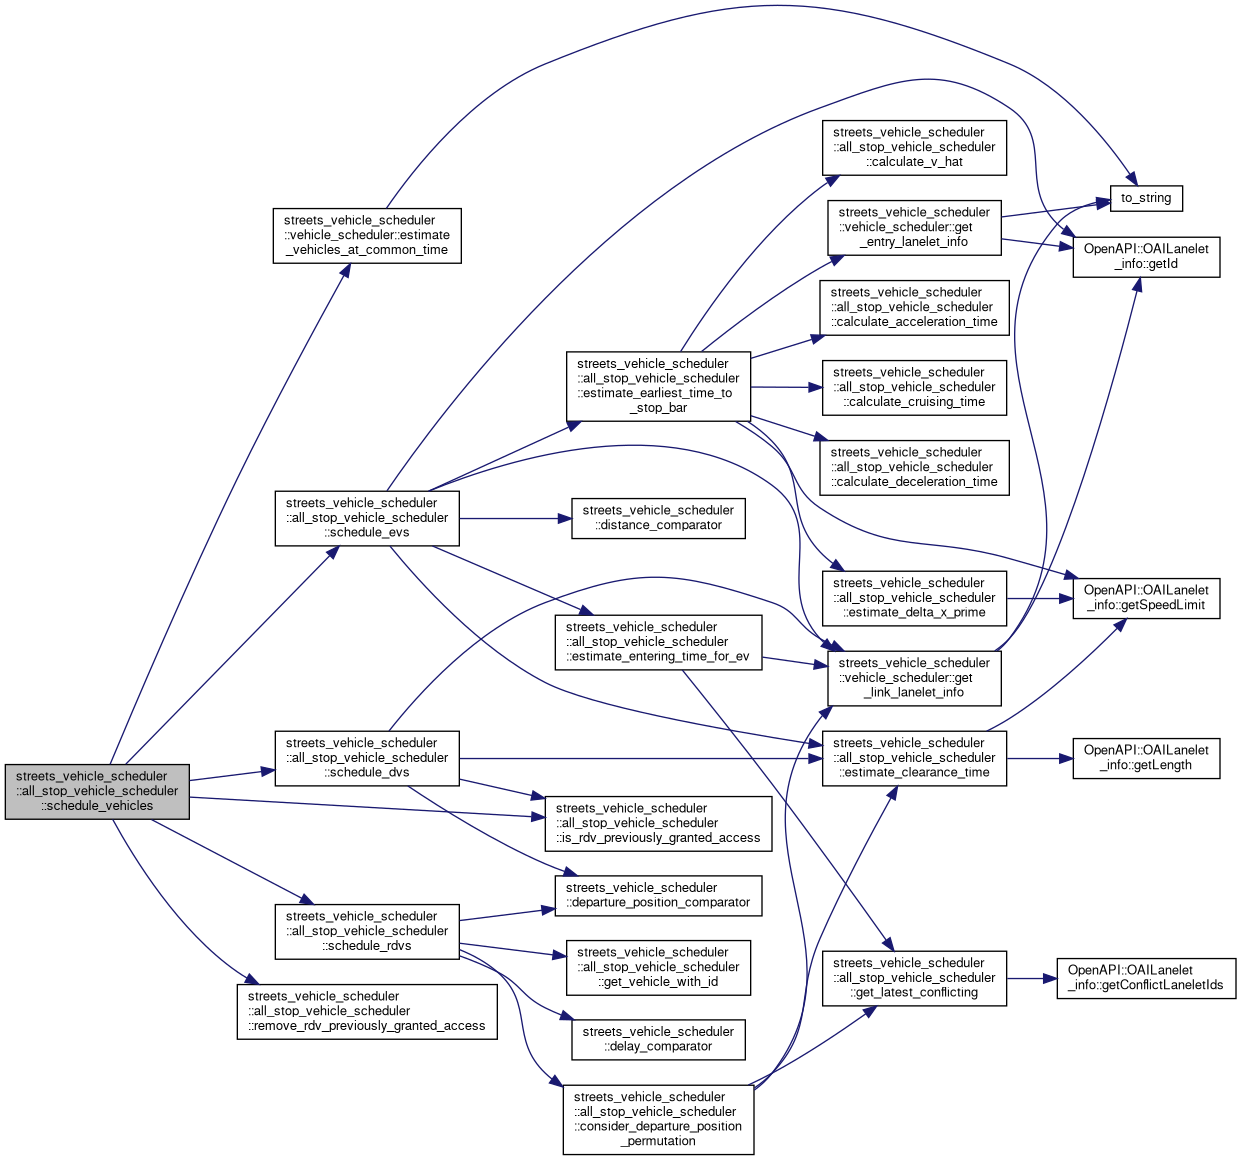 streets_vehicle_scheduler
::all_stop_vehicle_scheduler
::schedule_vehicles
streets_vehicle_scheduler
::vehicle_scheduler::estimate
_vehicles_at_common_time
streets_vehicle_scheduler
::all_stop_vehicle_scheduler
::schedule_evs
streets_vehicle_scheduler
::all_stop_vehicle_scheduler
::schedule_dvs
streets_vehicle_scheduler
::all_stop_vehicle_scheduler
::schedule_rdvs
streets_vehicle_scheduler
::all_stop_vehicle_scheduler
::remove_rdv_previously_granted_access
streets_vehicle_scheduler
::all_stop_vehicle_scheduler
::estimate_earliest_time_to
_stop_bar
streets_vehicle_scheduler
::distance_comparator
streets_vehicle_scheduler
::all_stop_vehicle_scheduler
::estimate_entering_time_for_ev
streets_vehicle_scheduler
::all_stop_vehicle_scheduler
::is_rdv_previously_granted_access
streets_vehicle_scheduler
::departure_position_comparator
streets_vehicle_scheduler
::all_stop_vehicle_scheduler
::get_vehicle_with_id
streets_vehicle_scheduler
::delay_comparator
streets_vehicle_scheduler
::all_stop_vehicle_scheduler
::consider_departure_position
_permutation
streets_vehicle_scheduler
::all_stop_vehicle_scheduler
::calculate_v_hat
streets_vehicle_scheduler
::vehicle_scheduler::get
_entry_lanelet_info
streets_vehicle_scheduler
::all_stop_vehicle_scheduler
::calculate_acceleration_time
streets_vehicle_scheduler
::all_stop_vehicle_scheduler
::calculate_cruising_time
streets_vehicle_scheduler
::all_stop_vehicle_scheduler
::calculate_deceleration_time
streets_vehicle_scheduler
::all_stop_vehicle_scheduler
::estimate_delta_x_prime
streets_vehicle_scheduler
::vehicle_scheduler::get
_link_lanelet_info
streets_vehicle_scheduler
::all_stop_vehicle_scheduler
::estimate_clearance_time
streets_vehicle_scheduler
::all_stop_vehicle_scheduler
::get_latest_conflicting
to_string
OpenAPI::OAILanelet
_info::getId
OpenAPI::OAILanelet
_info::getSpeedLimit
OpenAPI::OAILanelet
_info::getLength
OpenAPI::OAILanelet
_info::getConflictLaneletIds